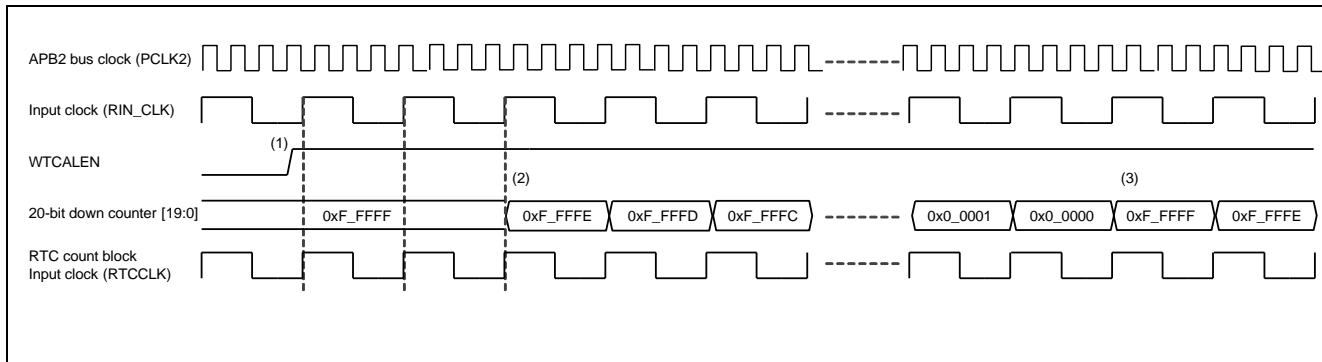 APB2 bus clock (PCLK2)
Input clock (RIN_CLK)
(1)
WTCALEN
(2)
(3)
20-bit down counter [19:0]
0xF_FFFF
0xF_FFFE
0xF_FFFD
0xF_FFFC
0x0_0001
0x0_0000
0xF_FFFF
0xF_FFFE
RTC count block
Input clock (RTCCLK)